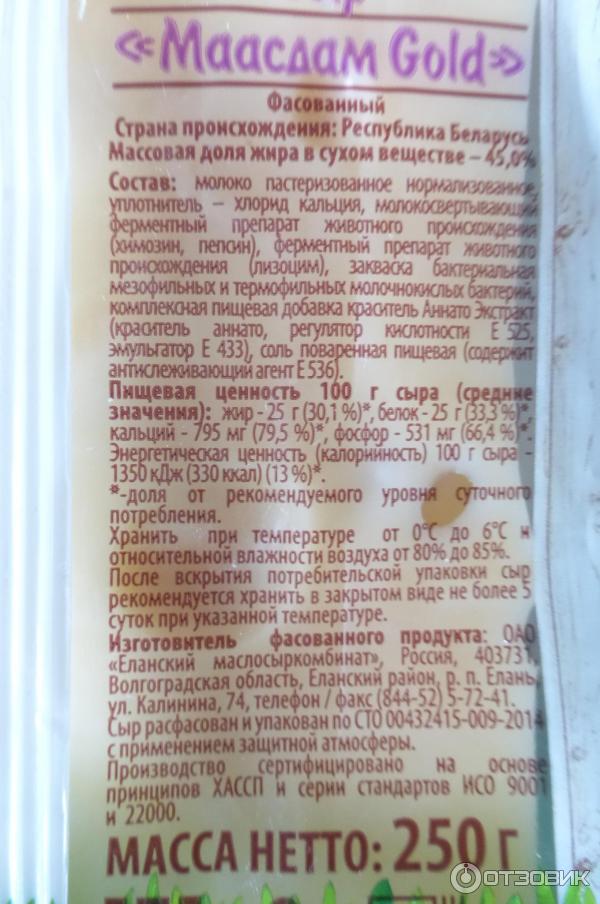 «Маасдам Gold»
Фасованный
Страна происхождения: Республика Беларусь
Массовая доля жира в сухом веществе – 45,0%
Состав: молоко пастеризованное нормализованное,
уплотнитель – хлорид кальция, молокосвертывающий
ферментный препарат животного происхождения
(химозин, пепсин), ферментный препарат животного
происхождения (лизоцим), закваска бактериальная
мезофильных и термофильных молочнокислых бактерий,
комплексная пищевая добавка краситель Аннато Экстракт
(краситель аннато, регулятор кислотности Е 525,
эмульгатор Е 433), соль поваренная пищевая (содержит
антислеживающий агент Е 536).
Пищевая ценность 100 г сыра (средние
значения): жир - 25 г (30,1 %)*, белок - 25 г (33,3 %)*,
кальций - 795 мг (79,5 %)*, фосфор - 531 мг (66,4 %)*.
Энергетическая ценность (калорийность) 100 г сыра -
1350 кДж (330 ккал) (13 %)*.
*-доля от рекомендуемого уровня суточного
потребления.
Хранить при температуре от 0°С до 6°С и
относительной влажности воздуха от 80% до 85%.
После вскрытия потребительской упаковки сыр
рекомендуется хранить в закрытом виде не более 5
суток при указанной температуре.
Изготовитель фасованного продукта: ОАО
«Еланский маслосыркомбинат», Россия, 403731,
Волгоградская область, Еланский район, р. п. Елань,
ул. Калинина, 74, телефон / факс (844-52) 5-72-41.
Сыр расфасован и упакован по СТО 00432415-009-2014
с применением защитной атмосферы.
Производство сертифицировано на основе
принципов ХАССП и серии стандартов ИСО 9001
и 22000.
МАССА НЕТТО: 250 г
ОТЗОВИК